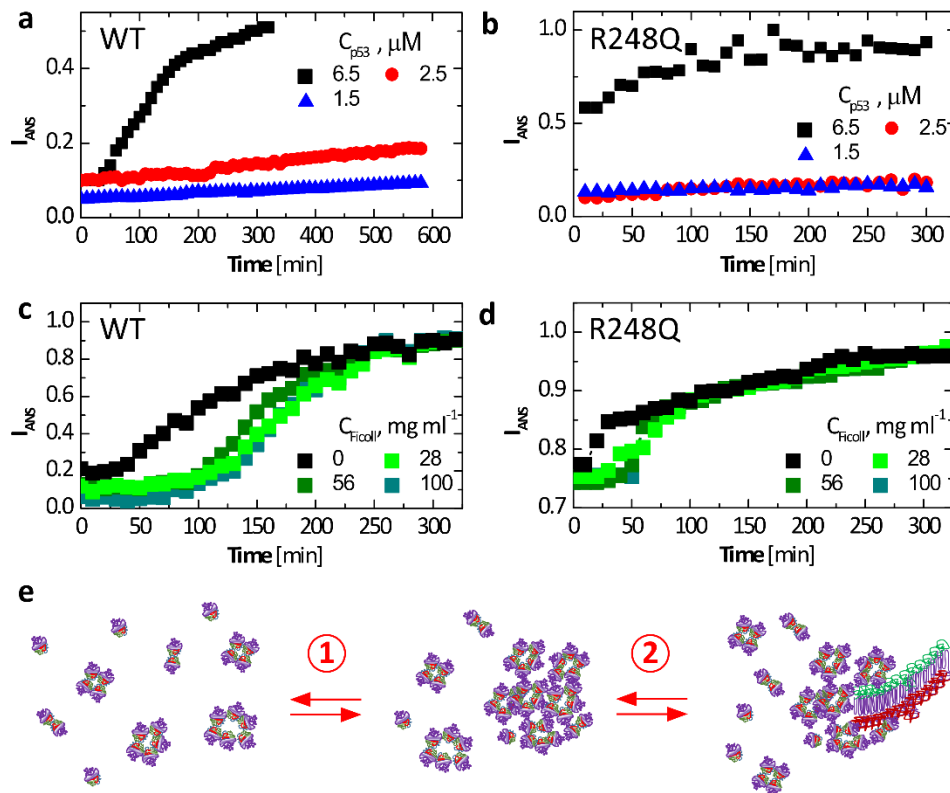 a
WT
C_p53 , μM
6.5 2.5
1.5
I_ANS
0.4
0.2
0.0
0 100 200 300 400 500 600
Time [min]
b
R248Q
C_p53 , μM
6.5 2.5
1.5
I_ANS
1.0
0.5
0.0
0 50 100 150 200 250 300
Time [min]
c
WT
C_Ficoll, mg ml⁻¹
0 28
56 100
I_ANS
1.0
0.8
0.6
0.4
0.2
0.0
0 50 100 150 200 250 300
Time [min]
d
R248Q
C_Ficoll, mg ml⁻¹
0 28
56 100
I_ANS
1.0
0.9
0.8
0.7
0 50 100 150 200 250 300
Time [min]
e
1
2